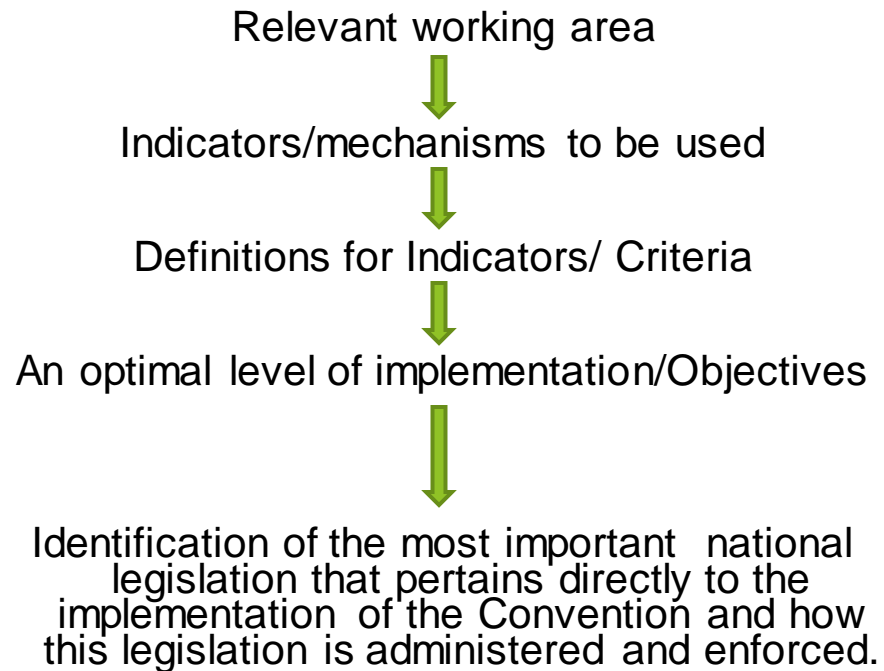 Relevant working area
Indicators/mechanisms to be used
Definitions for Indicators/ Criteria
An optimal level of implementation/Objectives
Identification of the most important national
legislation that pertains directly to the
implementation of the Convention and how
this legislation is administered and enforced.